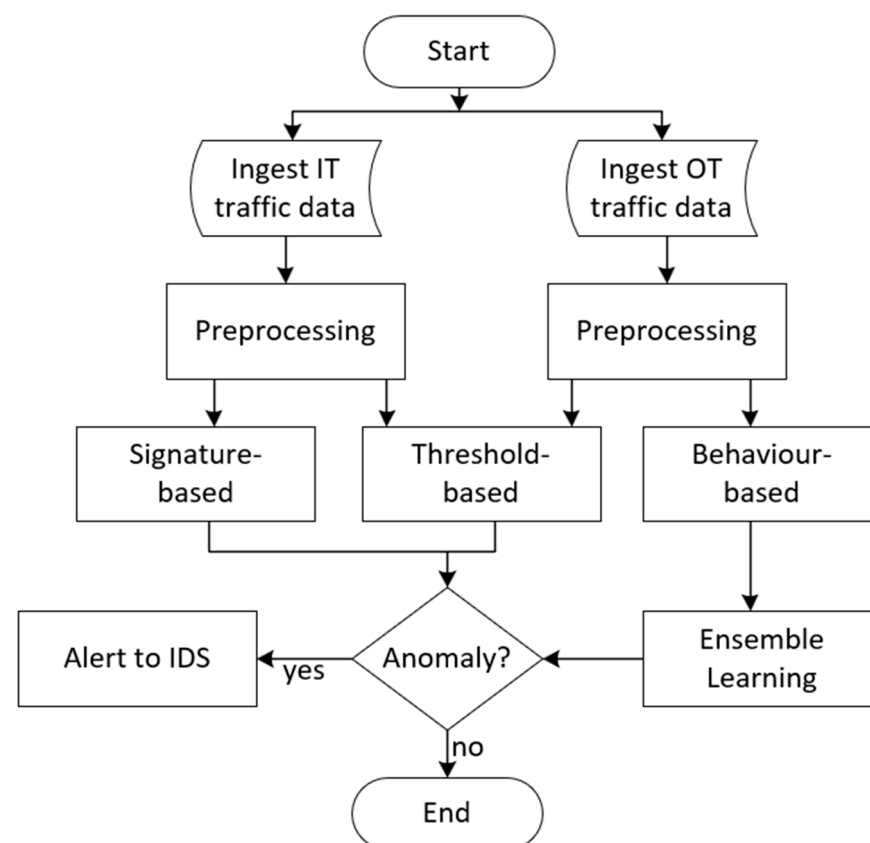 Start
Ingest IT
traffic data
Ingest OT
traffic data
Preprocessing
Preprocessing
Signature-
based
Threshold-
based
Behaviour-
based
Alert to IDS
yes
Anomaly?
Ensemble
Learning
no
End